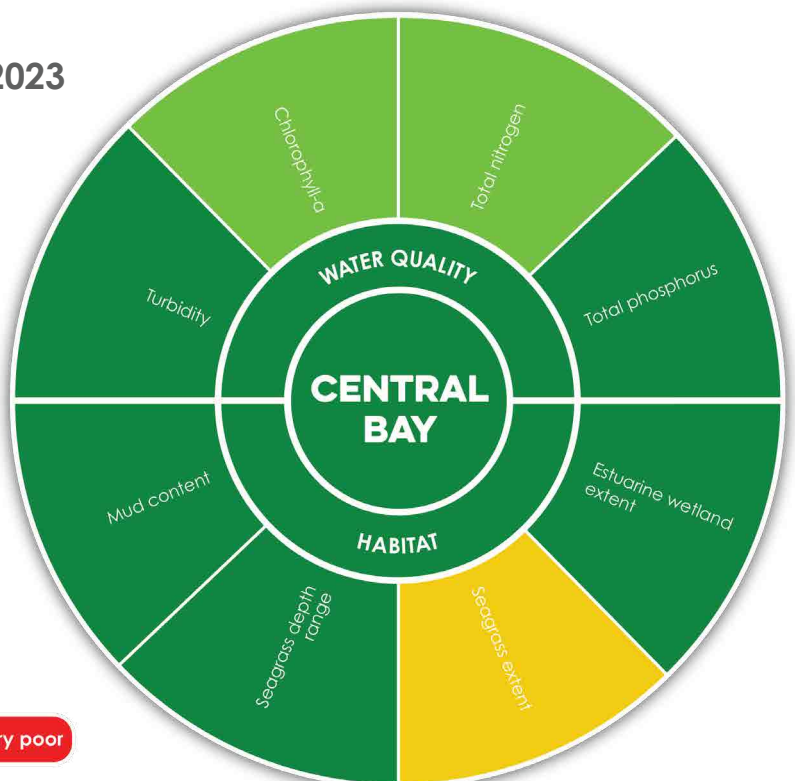 2023
Chlorophyll-a
Total nitrogen
Turbidity
Total phosphorus
WATER QUALITY
CENTRAL
BAY
Mud content
Estuarine wetland
extent
HABITAT
Seagrass depth
range
Seagrass extent
poor